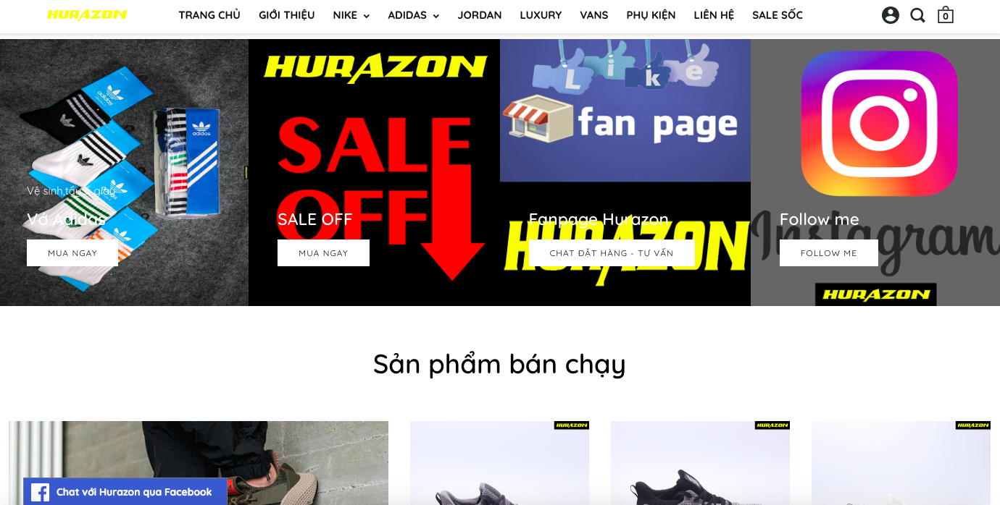 HURAZON
TRANG CHỦ GIỚI THIỆU NIKE ADIDAS JORDAN LUXURY VANS PHỤ KIỆN LIÊN HỆ SALE SỐC
0
adidas
adidas
Vệ sinh,tẩy ố giày
Vớ Adidas
MUA NGAY
HURAZON
SALE
OFF
SALE OFF
MUA NGAY
Like
fan page
Fanpage Hurazon
HURAZON
CHAT ĐẶT HÀNG - TƯ VẤN
Follow me
Instagram
FOLLOW ME
HURAZON
Sản phẩm bán chạy
HURAZON
HURAZON
HURAZON
Chat với Hurazon qua Facebook